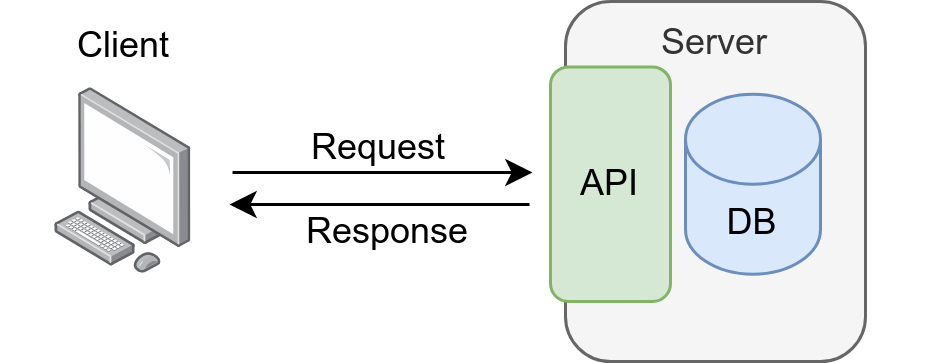 Client
Server
Request
API
DB
Response